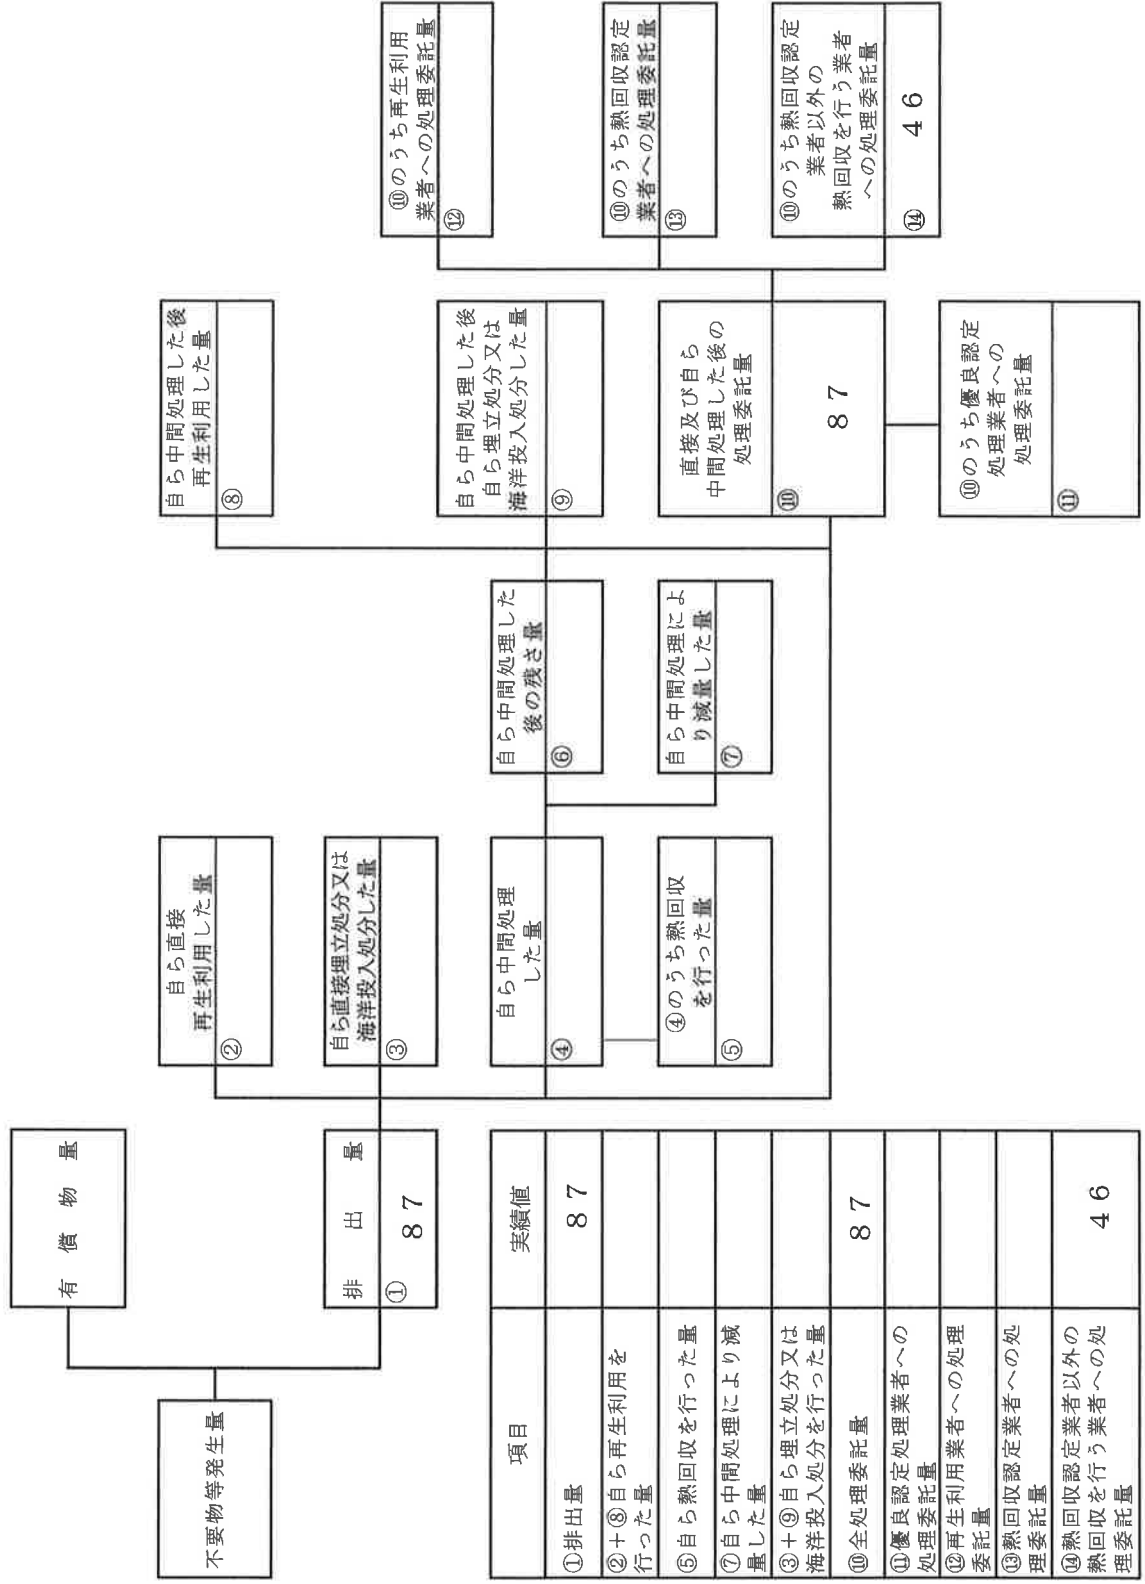 不要物等発生量
有償物量
排出量
①
87
自ら直接
再生利用した量
②
自ら直接埋立処分又は
海洋投入処分した量
③
自ら中間処理
した量
④
④のうち熱回収
を行った量
⑤
自ら中間処理した
後の残さ量
⑥
自ら中間処理によ
り減量した量
⑦
自ら中間処理した後
再生利用した量
⑧
自ら中間処理した後
自ら埋立処分又は
海洋投入処分した量
⑨
直接及び自ら
中間処理した後の
処理委託量
⑩
87
⑩のうち優良認定
処理業者への
処理委託量
⑪
⑩のうち再生利用
業者への処理委託量
⑫
⑩のうち熱回収認定
業者への処理委託量
⑬
⑩のうち熱回収認定
業者以外の
熱回収を行う業者
への処理委託量
⑭
46
項目 実績値
①排出量 87
②+⑧自ら再生利用を
行った量
⑤自ら熱回収を行った量
⑦自ら中間処理により減
量した量
③+⑨自ら埋立処分又は
海洋投入処分を行った量
⑩全処理委託量 87
⑪優良認定処理業者への
処理委託量
⑫再生利用業者への処理
委託量
⑬熱回収認定業者への処
理委託量
⑭熱回収認定業者以外の
熱回収を行う業者への処
理委託量 46